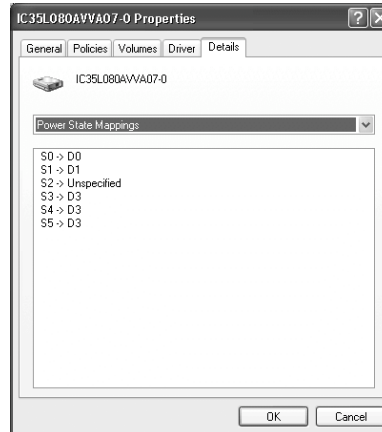 IC35L080AVVA07-0 Properties
General Policies Volumes Driver Details
IC35L080AVVA07-0
Power State Mappings
S0 -> D0
S1 -> D1
S2 -> Unspecified
S3 -> D3
S4 -> D3
S5 -> D3
OK Cancel